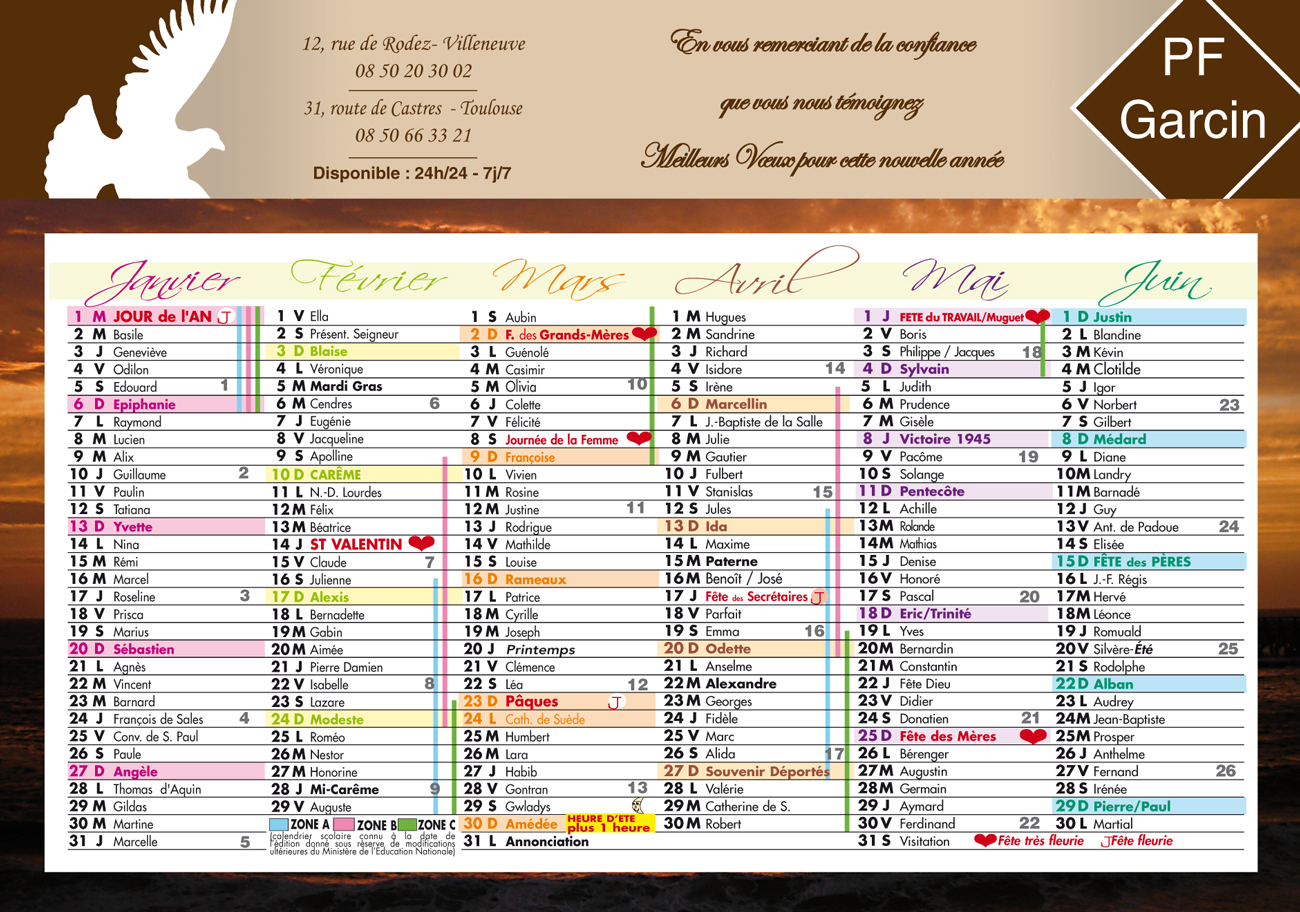 12, rue de Rodez- Villeneuve
08 50 20 30 02
31, route de Castres - Toulouse
08 50 66 33 21
Disponible : 24h/24 - 7j/7
En vous remerciant de la confiance
que vous nous témoignez
Meilleurs Vœux pour cette nouvelle année
PF
Garcin
Janvier
1 M JOUR de l'AN J
2 M Basile
3 J Geneviève
4 V Odilon
5 S Edouard 1
6 D Epiphanie
7 L Raymond
8 M Lucien
9 M Alix
10 J Guillaume 2
11 V Paulin
12 S Tatiana
13 D Yvette
14 L Nina
15 M Rémi
16 M Marcel
17 J Roseline 3
18 V Prisca
19 S Marius
20 D Sébastien
21 L Agnès
22 M Vincent
23 M Barnard
24 J François de Sales 4
25 V Conv. de S. Paul
26 S Paule
27 D Angèle
28 L Thomas d'Aquin
29 M Gildas
30 M Martine
31 J Marcelle 5
Février
1 V Ella
2 S Présent. Seigneur
3 D Blaise
4 L Véronique
5 M Mardi Gras
6 M Cendres 6
7 J Eugénie
8 V Jacqueline
9 S Apolline
10 D CARÊME
11 L N.-D. Lourdes
12 M Félix
13 M Béatrice
14 J ST VALENTIN
15 V Claude 7
16 S Julienne
17 D Alexis
18 L Bernadette
19 M Gabin
20 M Aimée
21 J Pierre Damien
22 V Isabelle 8
23 S Lazare
24 D Modeste
25 L Roméo
26 M Nestor
27 M Honorine
28 J Mi-Carême 9
29 V Auguste
ZONE A ZONE B ZONE C
(calendrier scolaire connu à la date de
l'édition donné sous réserve de modifications
ultérieures du Ministère de l'Education Nationale)
Mars
1 S Aubin
2 D F. des Grands-Mères
3 L Guénolé
4 M Casimir
5 M Olivia 10
6 J Colette
7 V Félicité
8 S Journée de la Femme
9 D Françoise
10 L Vivien
11 M Rosine
12 M Justine 11
13 J Rodrigue
14 V Mathilde
15 S Louise
16 D Rameaux
17 L Patrice
18 M Cyrille
19 M Joseph
20 J Printemps
21 V Clémence
22 S Léa 12
23 D Pâques J
24 L Cath. de Suède
25 M Humbert
26 M Lara
27 J Habib
28 V Gontran 13
29 S Gwladys
30 D Amédée HEURE D'ETE
plus 1 heure
31 L Annonciation
Avril
1 M Hugues
2 M Sandrine
3 J Richard
4 V Isidore 14
5 S Irène
6 D Marcellin
7 L J.-Baptiste de la Salle
8 M Julie
9 M Gautier
10 J Fulbert
11 V Stanislas 15
12 S Jules
13 D Ida
14 L Maxime
15 M Paterne
16 M Benoît / José
17 J Fête des Secrétaires J
18 V Parfait
19 S Emma 16
20 D Odette
21 L Anselme
22 M Alexandre
23 M Georges
24 J Fidèle
25 V Marc
26 S Alida 17
27 D Souvenir Déportés
28 L Valérie
29 M Catherine de S.
30 M Robert
Mai
1 J FETE du TRAVAIL/Muguet
2 V Boris
3 S Philippe / Jacques 18
4 D Sylvain
5 L Judith
6 M Prudence
7 M Gisèle
8 J Victoire 1945
9 V Pacôme 19
10 S Solange
11 D Pentecôte
12 L Achille
13 M Rolande
14 M Mathias
15 J Denise
16 V Honoré
17 S Pascal 20
18 D Eric/Trinité
19 L Yves
20 M Bernardin
21 M Constantin
22 J Fête Dieu
23 V Didier
24 S Donatien 21
25 D Fête des Mères
26 L Bérenger
27 M Augustin
28 M Germain
29 J Aymard
30 V Ferdinand 22
31 S Visitation
Juin
1 D Justin
2 L Blandine
3 M Kévin
4 M Clotilde
5 J Igor
6 V Norbert 23
7 S Gilbert
8 D Médard
9 L Diane
10 M Landry
11 M Barnadé
12 J Guy
13 V Ant. de Padoue 24
14 S Elisée
15 D FÊTE des PÈRES
16 L J.-F. Régis
17 M Hervé
18 M Léonce
19 J Romuald
20 V Silvère-Été 25
21 S Rodolphe
22 D Alban
23 L Audrey
24 M Jean-Baptiste
25 M Prosper
26 J Anthelme
27 V Fernand 26
28 S Irénée
29 D Pierre/Paul
30 L Martial
Fête très fleurie J Fête fleurie